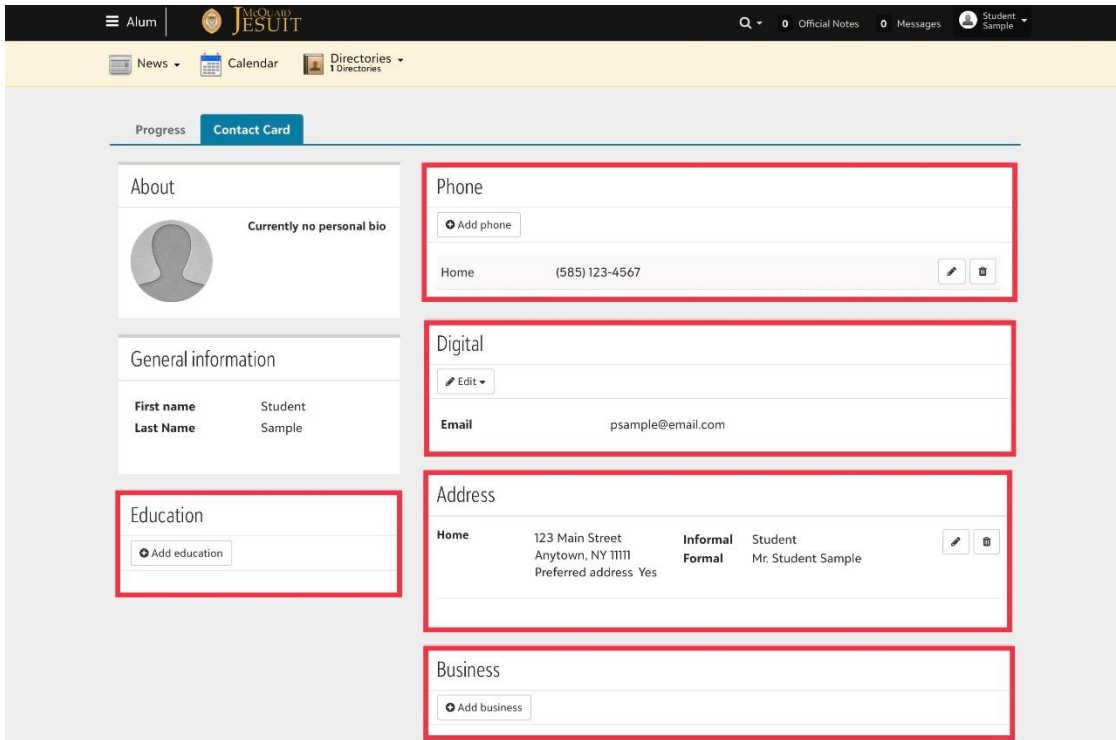 Alum
McQUAID
JESUIT
0 Official Notes
0 Messages
Student
Sample
News
Calendar
Directories
1 Directories
Progress
Contact Card
About
Currently no personal bio
General information
First name Student
Last Name Sample
Education
Add education
Phone
Add phone
Home (585) 123-4567
Digital
Edit
Email psample@email.com
Address
Home 123 Main Street Informal Student
Anytown, NY 11111 Formal Mr. Student Sample
Preferred address Yes
Business
Add business